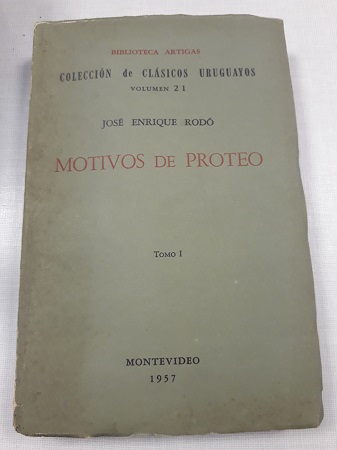 BIBLIOTECA ARTIGAS
COLECCIÓN de CLÁSICOS URUGUAYOS
VOLUMEN 21
JOSÉ ENRIQUE RODÓ
MOTIVOS DE PROTEO
TOMO I
MONTEVIDEO
1957